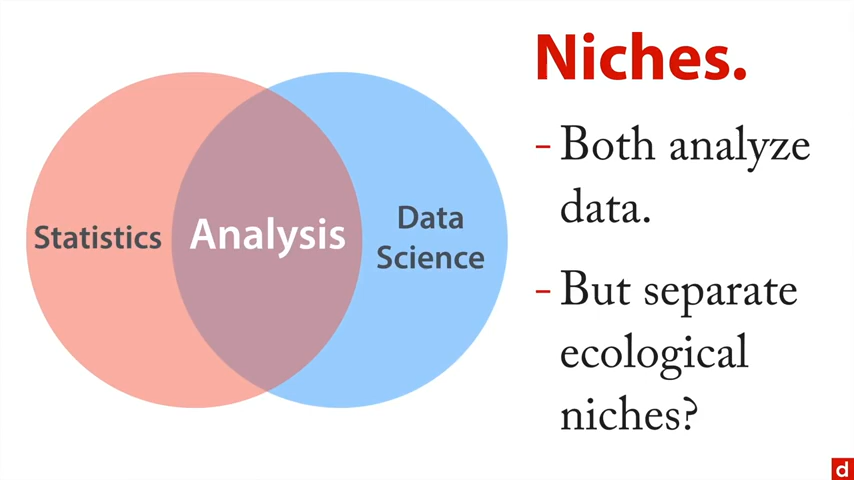 Niches.
Statistics
Analysis
Data
Science
- Both analyze
data.
- But separate
ecological
niches?
d